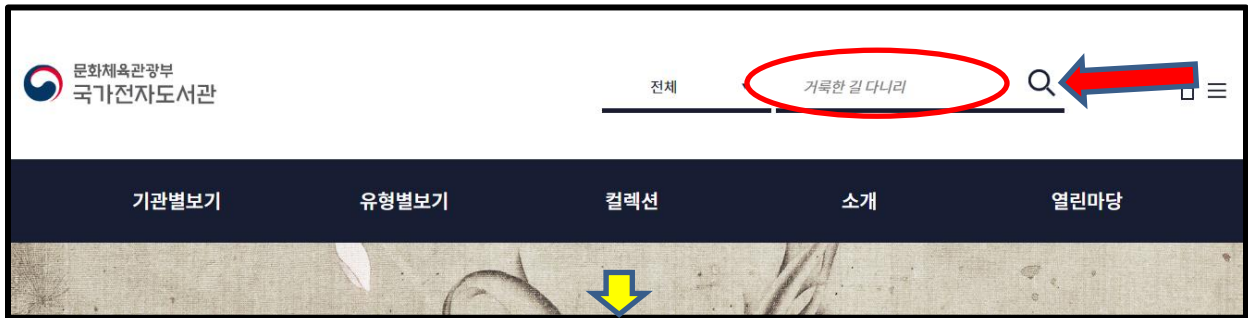 문화체육관광부
국가전자도서관
전체
거룩한 길 다니리
기관별보기 유형별보기 컬렉션 소개 열린마당